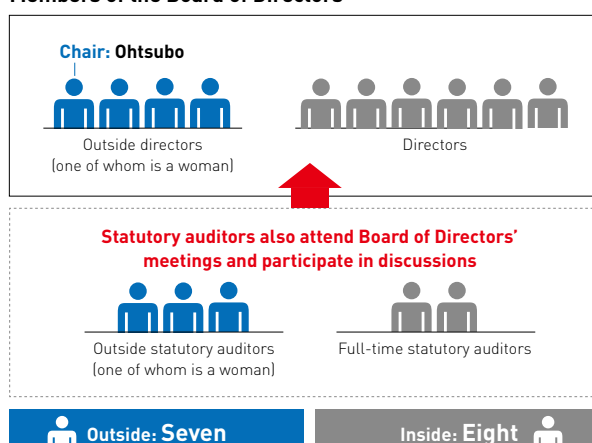 Members of the Board of Directors
Chair: Ohtsubo
Outside directors
(one of whom is a woman)
Directors
Statutory auditors also attend Board of Directors'
meetings and participate in discussions
Outside statutory auditors
(one of whom is a woman)
Full-time statutory auditors
Outside: Seven
Inside: Eight